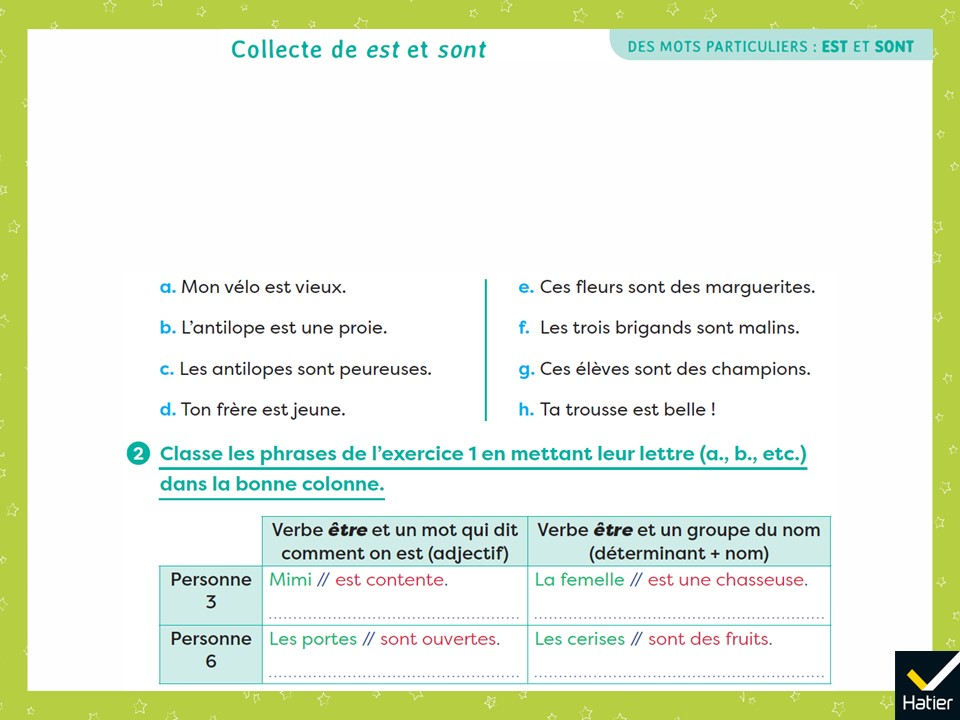 Collecte de est et sont
DES MOTS PARTICULIERS : EST ET SONT
a. Mon vélo est vieux.
b. L'antilope est une proie.
c. Les antilopes sont peureuses.
d. Ton frère est jeune.
e. Ces fleurs sont des marguerites.
f. Les trois brigands sont malins.
g. Ces élèves sont des champions.
h. Ta trousse est belle !
2 Classe les phrases de l'exercice 1 en mettant leur lettre (a., b., etc.)
dans la bonne colonne.
Verbe être et un mot qui dit
comment on est (adjectif)
Verbe être et un groupe du nom
(déterminant + nom)
Personne
3
Mimi // est contente.
La femelle // est une chasseuse.
Personne
6
Les portes // sont ouvertes.
Les cerises // sont des fruits.
Hatier